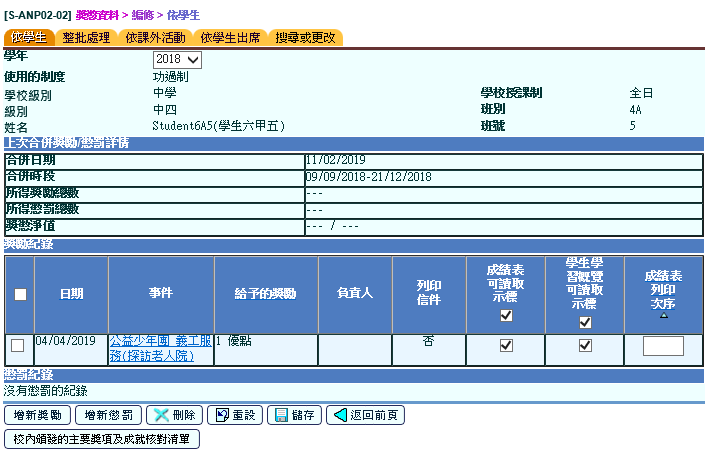 [S-ANP02-02] 獎懲資料 > 編修 > 依學生
依學生 整批處理 依課外活動 依學生出席 搜尋或更改
學年 2018
使用的制度 功過制
學校級別 中學 學校授課制 全日
級別 中四 班別 4A
姓名 Student6A5(學生六甲五) 班號 5
上次合併獎勵/懲罰詳情
合併日期 11/02/2019
合併時段 09/09/2018-21/12/2018
所得獎勵總數 ---
所得懲罰總數 ---
獎懲淨值 --- / ---
獎勵紀錄
日期 事件 給予的獎勵 負責人 列印信件 成績表可讀取示標 學生學習概覽可讀取示標 成績表列印次序
04/04/2019 公益少年團 義工服務(探訪老人院) 1 優點 否
懲罰紀錄
沒有懲罰的紀錄
增新獎勵 增新懲罰 刪除 重設 儲存 返回前頁
校內頒發的主要獎項及成就核對清單